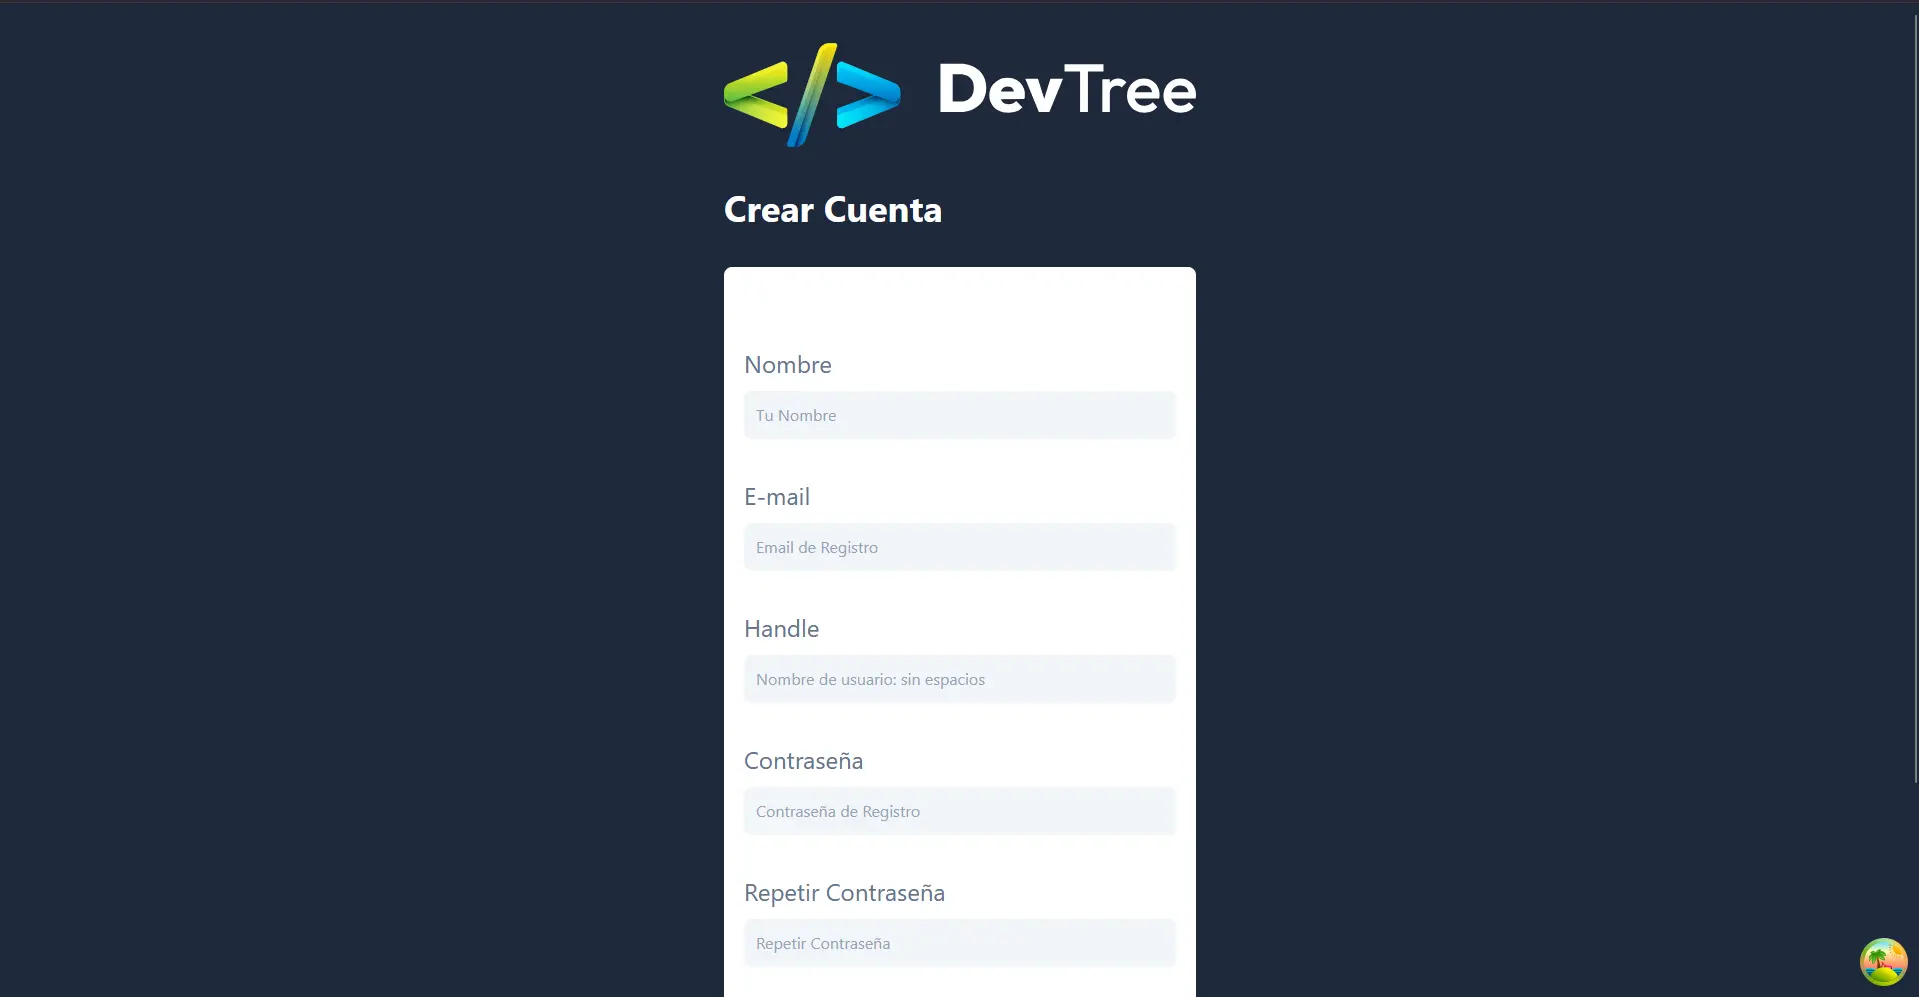 DevTree
Crear Cuenta
Nombre
Tu Nombre
E-mail
Email de Registro
Handle
Nombre de usuario: sin espacios
Contraseña
Contraseña de Registro
Repetir Contraseña
Repetir Contraseña